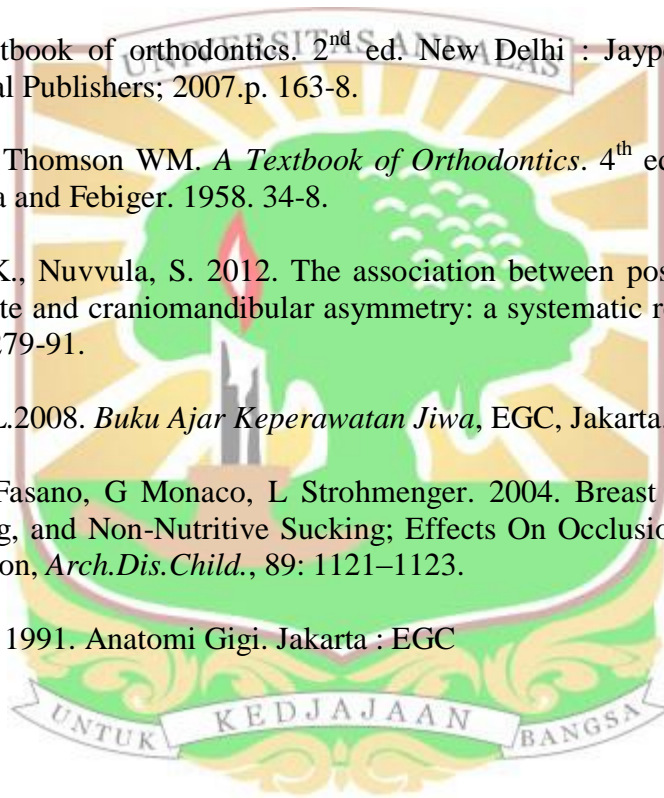 tbook of orthodontics. 2nd ed. New Delhi : Jayp
UNIVERSITAS ANDALAS
al Publishers; 2007.p. 163-8.
Thomson WM. A Textbook of Orthodontics. 4th ed
a and Febiger. 1958. 34-8.
K., Nuvvula, S. 2012. The association between pos
te and craniomandibular asymmetry: a systematic r
279-91.
L.2008. Buku Ajar Keperawatan Jiwa, EGC, Jakarta.
Fasano, G Monaco, L Strohmenger. 2004. Breast
g, and Non-Nutritive Sucking; Effects On Occlusio
on, Arch.Dis.Child., 89: 1121–1123.
1991. Anatomi Gigi. Jakarta : EGC
UNTUK KEDJAJAAN BANGSA